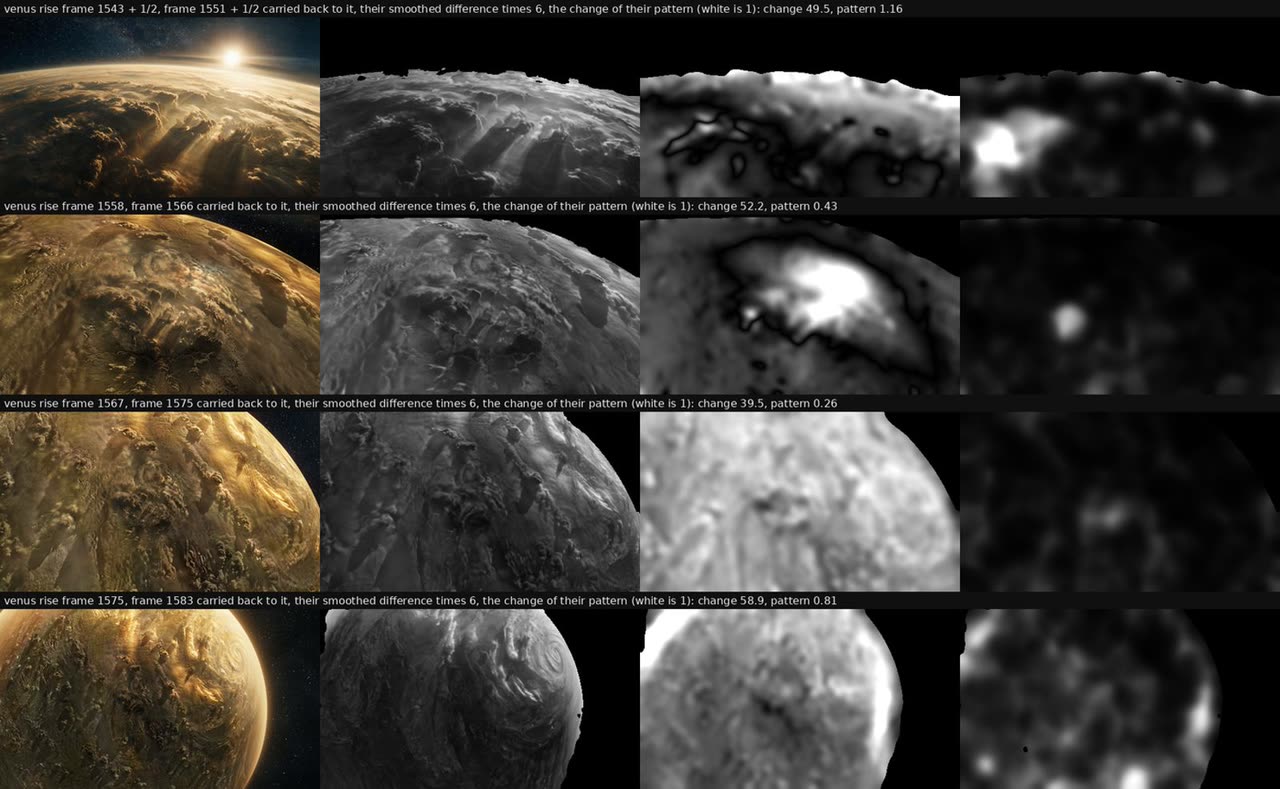 venus rise frame 1543 + 1/2, frame 1551 + 1/2 carried back to it, their smoothed difference times 6, the change of their pattern (white is 1): change 49.5, pattern 1.16
venus rise frame 1558, frame 1566 carried back to it, their smoothed difference times 6, the change of their pattern (white is 1): change 52.2, pattern 0.43
venus rise frame 1567, frame 1575 carried back to it, their smoothed difference times 6, the change of their pattern (white is 1): change 39.5, pattern 0.26
venus rise frame 1575, frame 1583 carried back to it, their smoothed difference times 6, the change of their pattern (white is 1): change 58.9, pattern 0.81